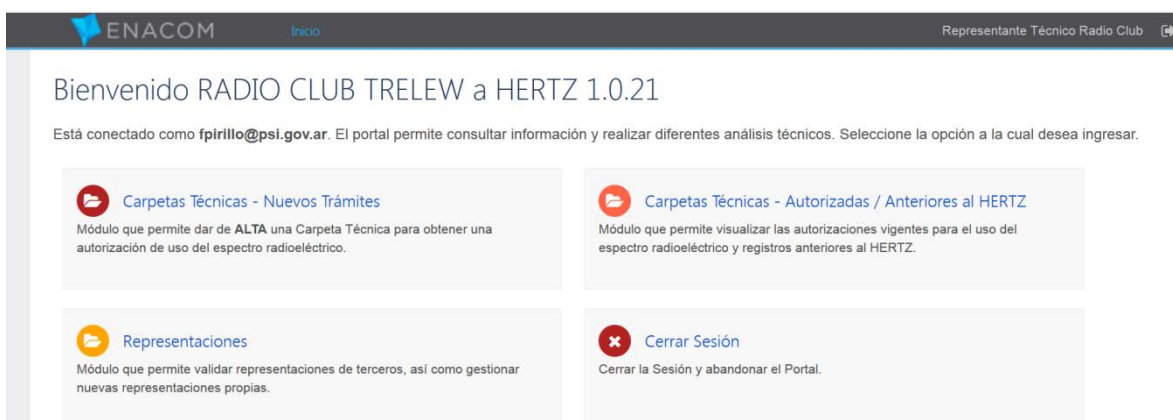 ENACOM Inicio Representante Técnico Radio Club
Bienvenido RADIO CLUB TRELEW a HERTZ 1.0.21
Está conectado como fpirillo@psi.gov.ar. El portal permite consultar información y realizar diferentes análisis técnicos. Seleccione la opción a la cual desea ingresar.
Carpetas Técnicas - Nuevos Trámites
Módulo que permite dar de ALTA una Carpeta Técnica para obtener una
autorización de uso del espectro radioeléctrico.
Carpetas Técnicas - Autorizadas / Anteriores al HERTZ
Módulo que permite visualizar las autorizaciones vigentes para el uso del
espectro radioeléctrico y registros anteriores al HERTZ.
Representaciones
Módulo que permite validar representaciones de terceros, así como gestionar
nuevas representaciones propias.
Cerrar Sesión
Cerrar la Sesión y abandonar el Portal.